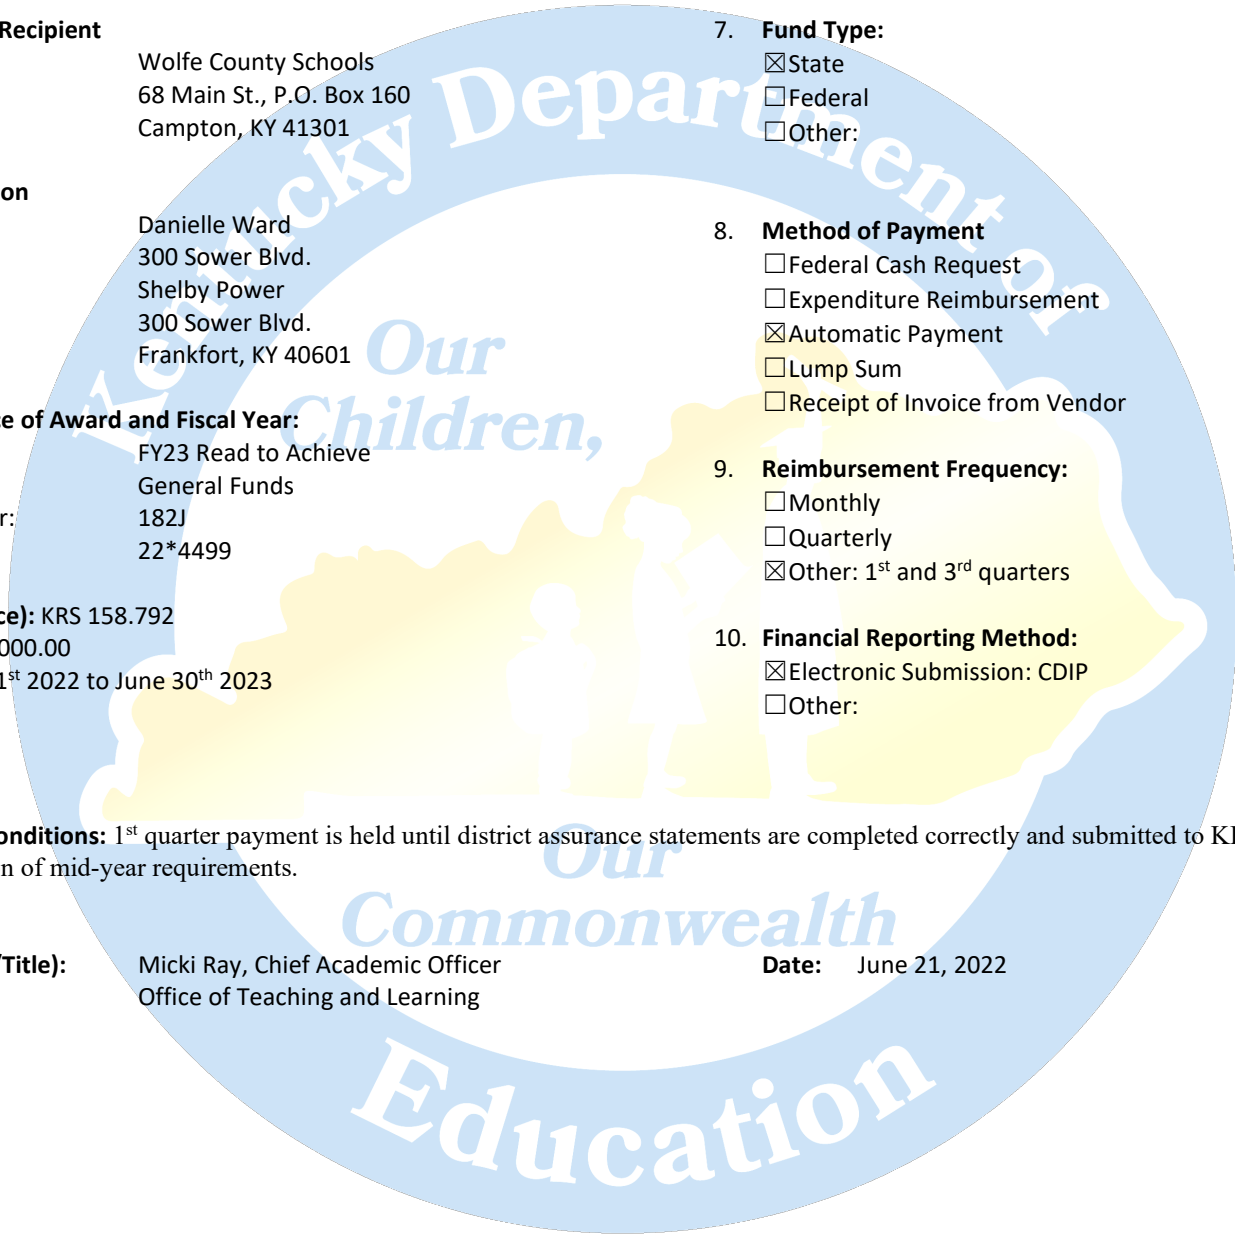 Recipient
Wolfe County Schools
68 Main St., P.O. Box 160
Campton, KY 41301
on
Danielle Ward
300 Sower Blvd.
Shelby Power
300 Sower Blvd.
Frankfort, KY 40601
e of Award and Fiscal Year:
FY23 Read to Achieve
General Funds
r: 182J
22*4499
ce): KRS 158.792
000.00
1st 2022 to June 30th 2023
7. Fund Type:
☒State
☐Federal
☐Other:
8. Method of Payment
☐Federal Cash Request
☐Expenditure Reimbursement
☒Automatic Payment
☐Lump Sum
☐Receipt of Invoice from Vendor
9. Reimbursement Frequency:
☐Monthly
☐Quarterly
☒Other: 1st and 3rd quarters
10. Financial Reporting Method:
☒Electronic Submission: CDIP
☐Other:
onditions: 1st quarter payment is held until district assurance statements are completed correctly and submitted to K
n of mid-year requirements.
/Title): Micki Ray, Chief Academic Officer Date: June 21, 2022
Office of Teaching and Learning
Kentucky Department of
Education
Our
Children,
Our
Commonwealth